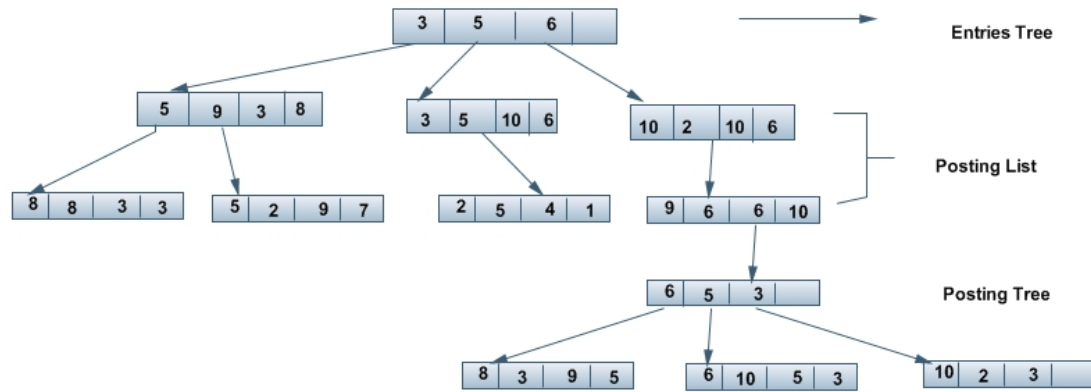 3 5 6
Entries Tree
5 9 3 8
3 5 10 6
10 2 10 6
Posting List
8 8 3 3
5 2 9 7
2 5 4 1
9 6 6 10
6 5 3
Posting Tree
8 3 9 5
6 10 5 3
10 2 3